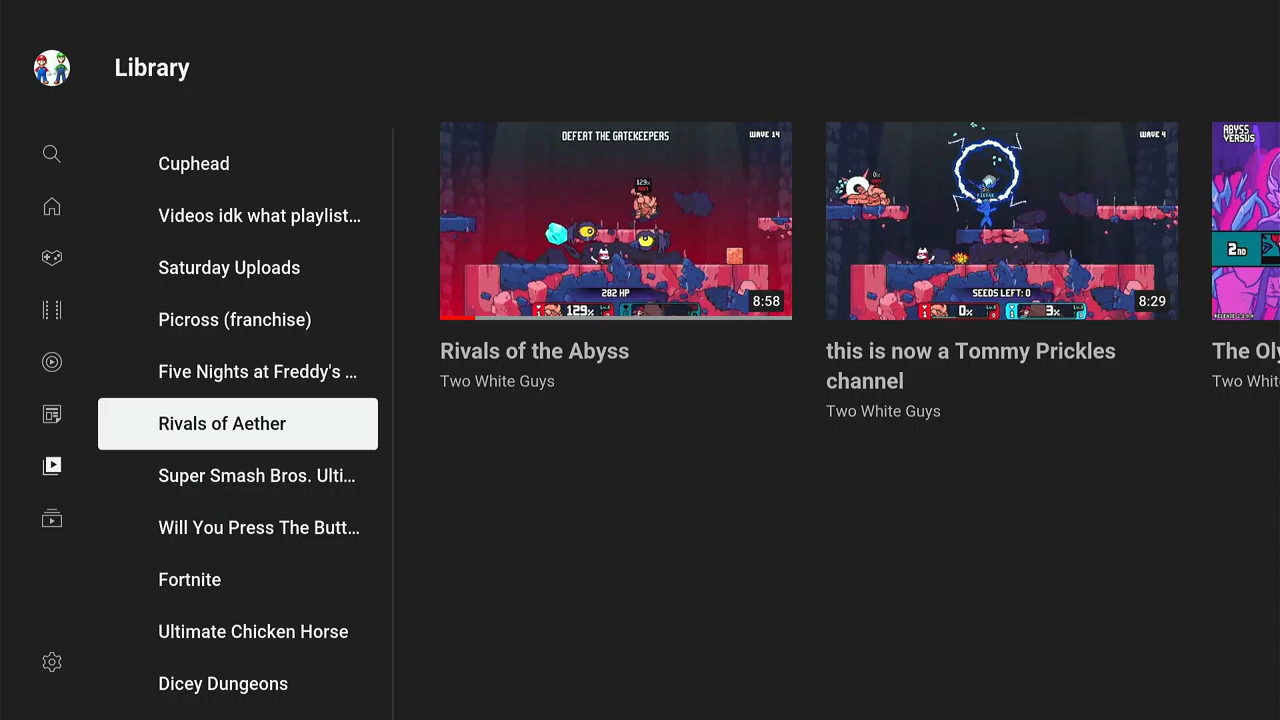 Library
Cuphead
Videos idk what playlist...
Saturday Uploads
Picross (franchise)
Five Nights at Freddy's ...
Rivals of Aether
Super Smash Bros. Ulti...
Will You Press The Butt...
Fortnite
Ultimate Chicken Horse
Dicey Dungeons
DEFEAT THE GATEKEEPERS
WAVE 14
129%
282 HP
129%
8:58
Rivals of the Abyss
Two White Guys
WAVE 4
0%
SEEDS LEFT: 0
0%
3%
8:29
this is now a Tommy Prickles
channel
Two White Guys
ABYSS
VERSUS
2ND
The Oly
Two Whit